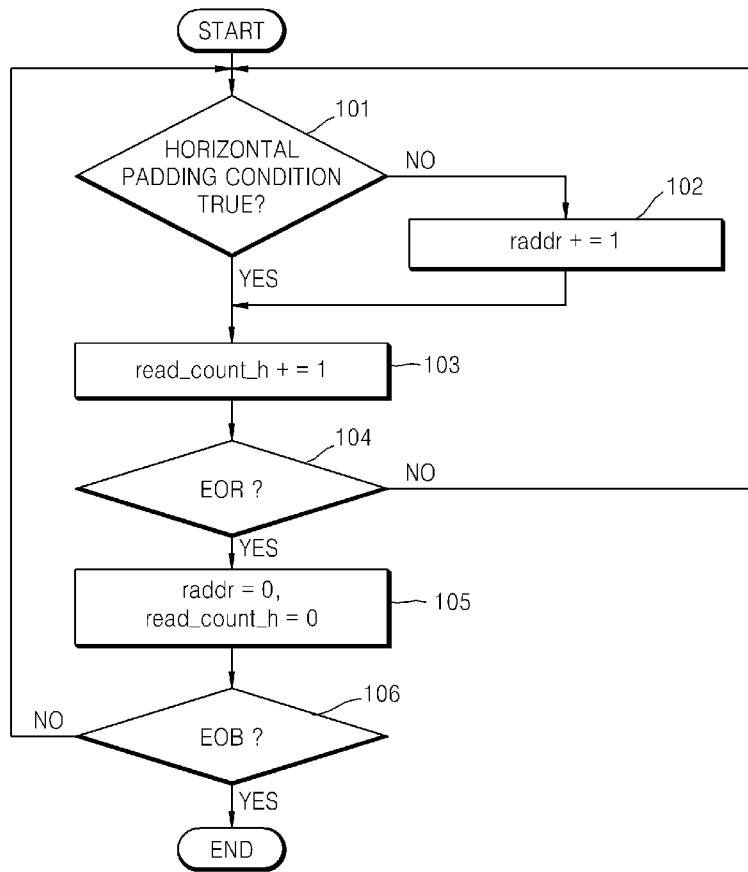 START
101
HORIZONTAL
PADDING CONDITION
TRUE?
NO
102
raddr + = 1
YES
read_count_h + = 1
103
104
EOR ?
NO
YES
raddr = 0,
read_count_h = 0
105
106
NO
EOB ?
YES
END